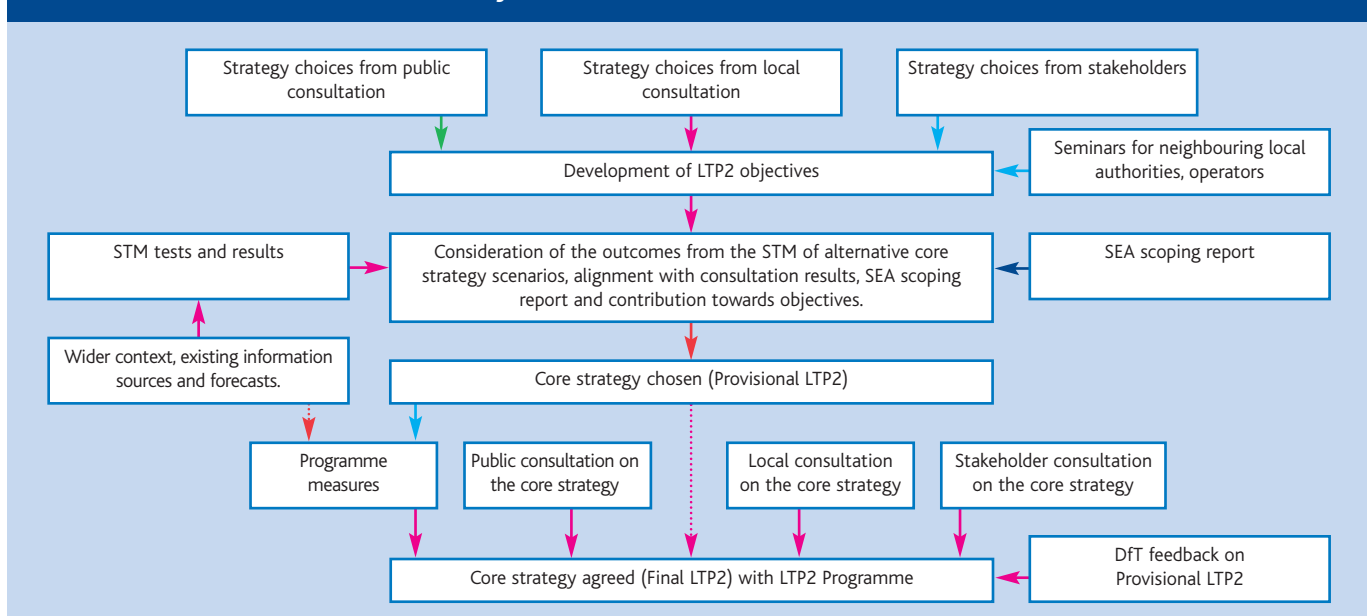 Strategy choices from public
consultation
Strategy choices from local
consultation
Strategy choices from stakeholders
Development of LTP2 objectives
Seminars for neighbouring local
authorities, operators
STM tests and results
Consideration of the outcomes from the STM of alternative core
strategy scenarios, alignment with consultation results, SEA scoping
report and contribution towards objectives.
SEA scoping report
Wider context, existing information
sources and forecasts.
Core strategy chosen (Provisional LTP2)
Programme
measures
Public consultation on
the core strategy
Local consultation
on the core strategy
Stakeholder consultation
on the core strategy
Core strategy agreed (Final LTP2) with LTP2 Programme
DfT feedback on
Provisional LTP2